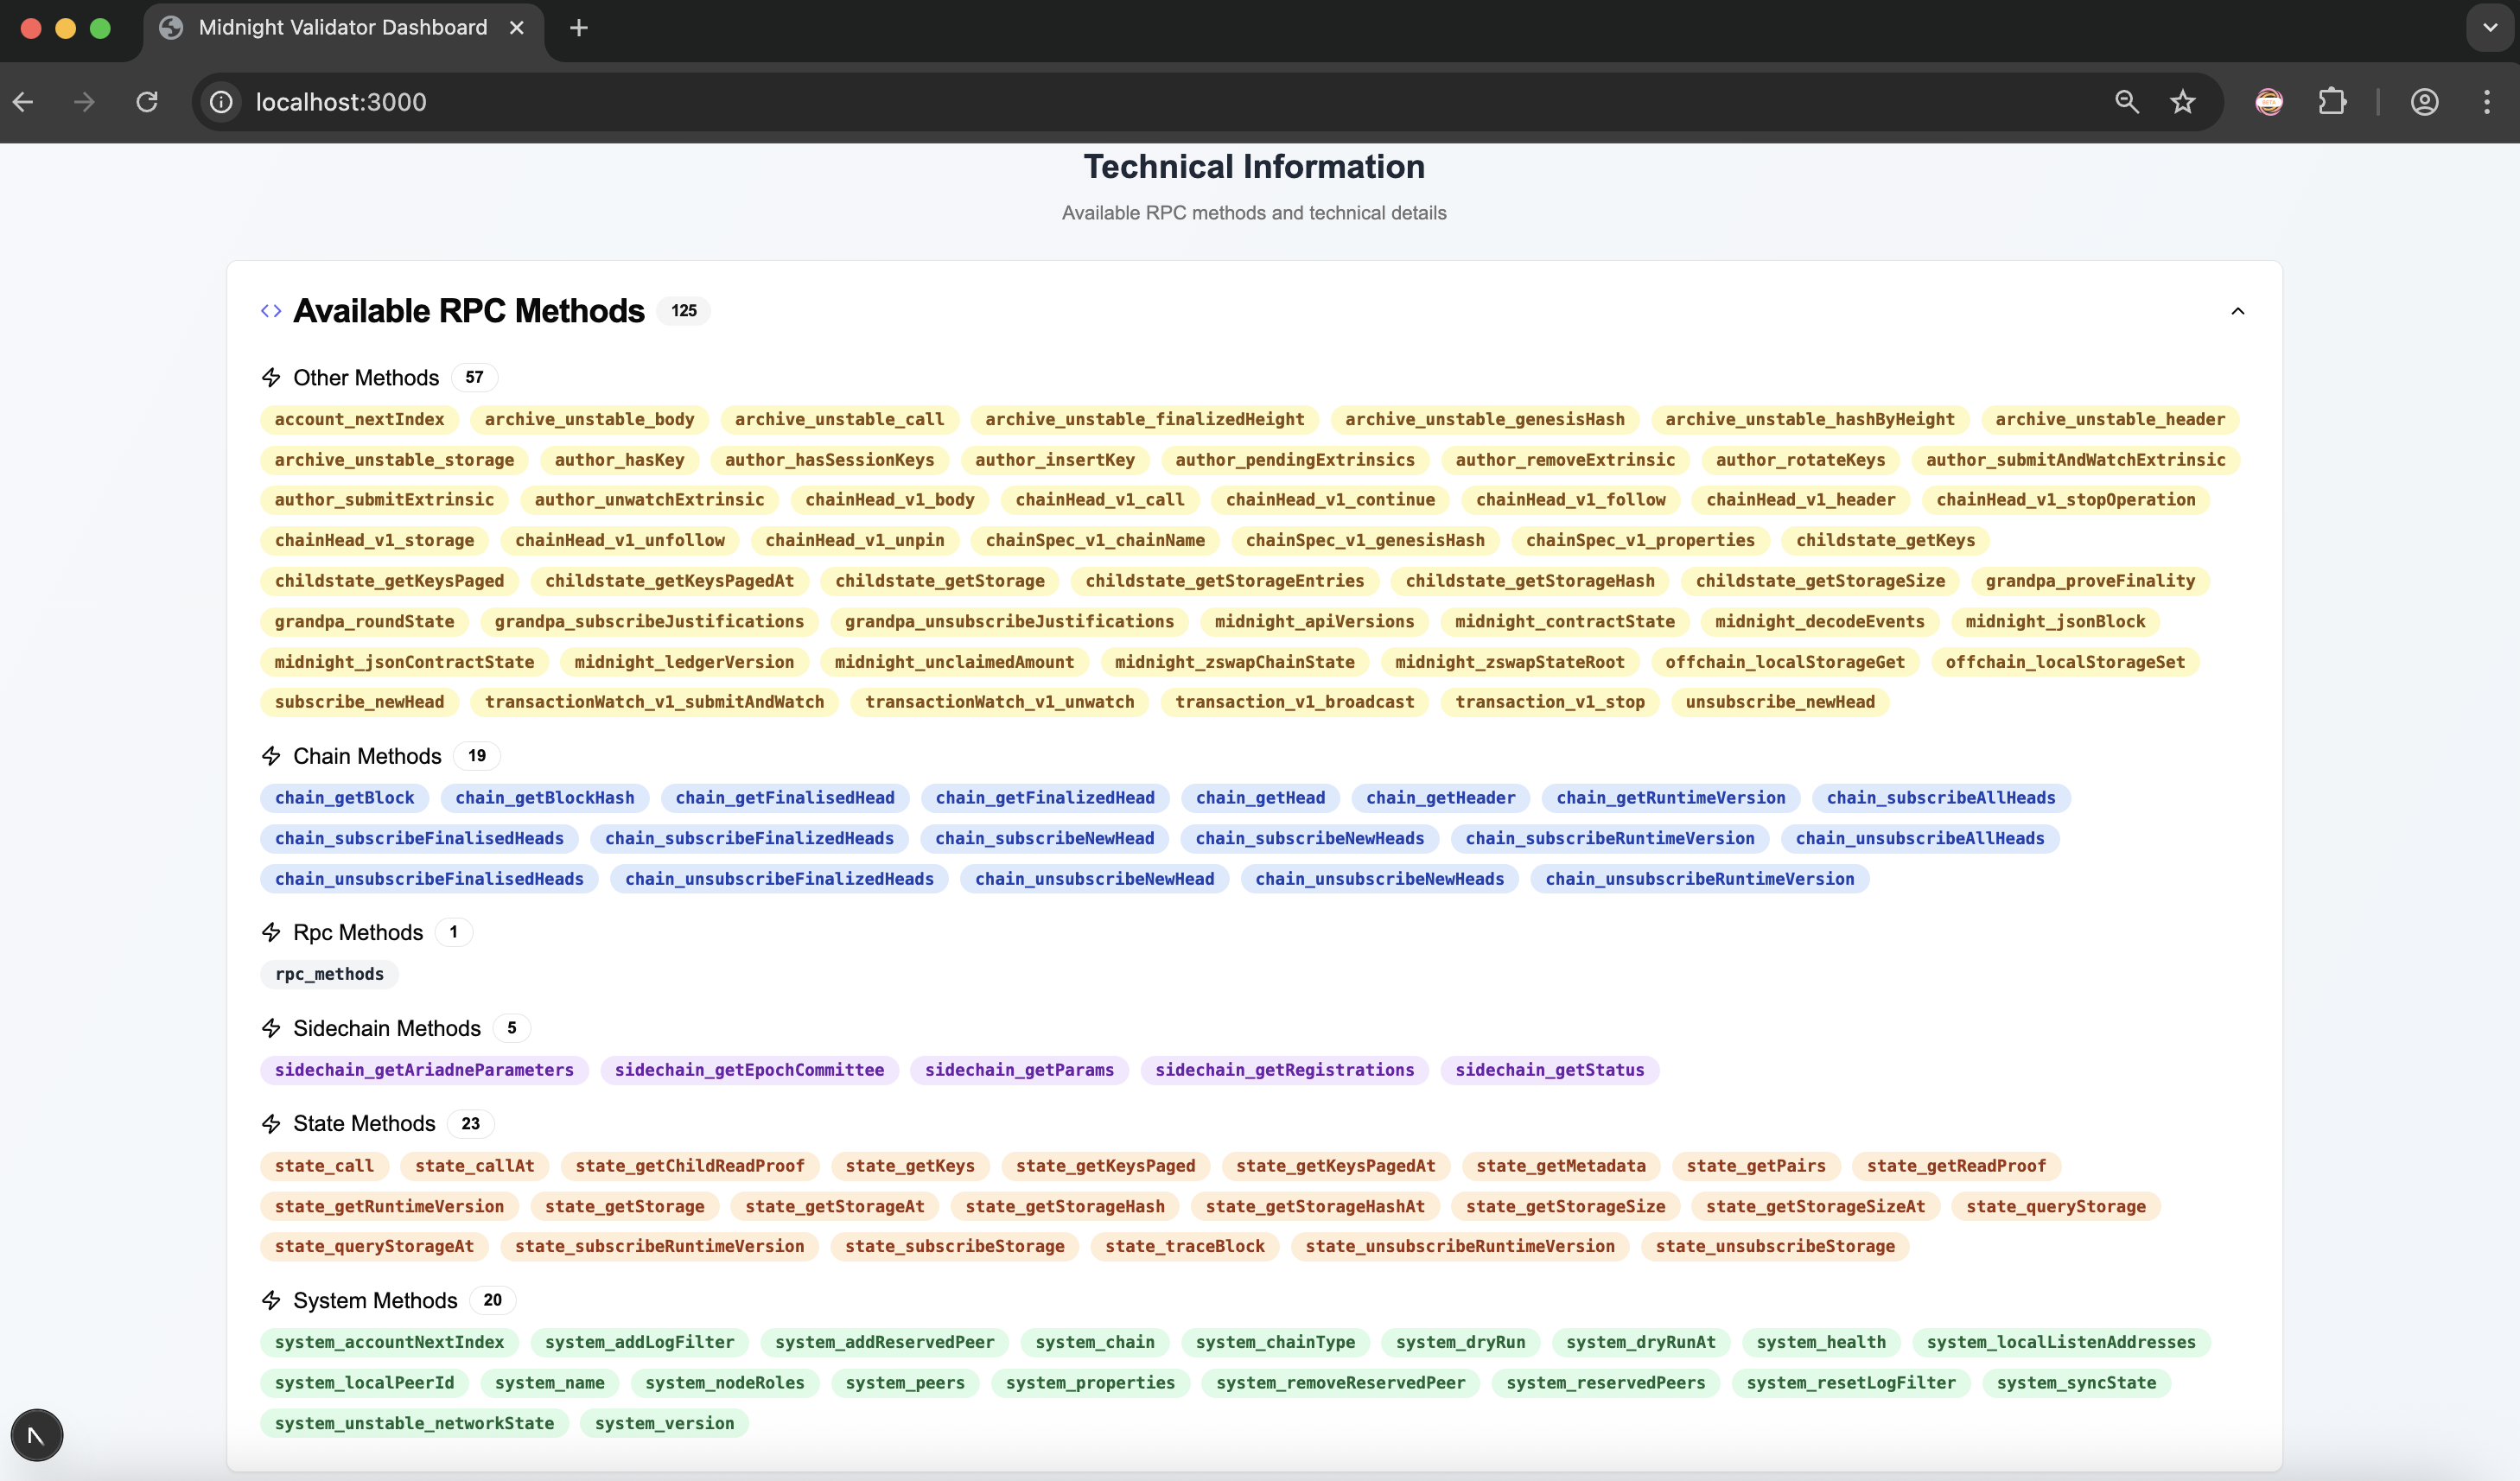 Midnight Validator Dashboard
localhost:3000
Technical Information
Available RPC methods and technical details
Available RPC Methods 125
Other Methods 57
account_nextIndex archive_unstable_body archive_unstable_call archive_unstable_finalizedHeight archive_unstable_genesisHash archive_unstable_hashByHeight archive_unstable_header
archive_unstable_storage author_hasKey author_hasSessionKeys author_insertKey author_pendingExtrinsics author_removeExtrinsic author_rotateKeys author_submitAndWatchExtrinsic
author_submitExtrinsic author_unwatchExtrinsic chainHead_v1_body chainHead_v1_call chainHead_v1_continue chainHead_v1_follow chainHead_v1_header chainHead_v1_stopOperation
chainHead_v1_storage chainHead_v1_unfollow chainHead_v1_unpin chainSpec_v1_chainName chainSpec_v1_genesisHash chainSpec_v1_properties childstate_getKeys
childstate_getKeysPaged childstate_getKeysPagedAt childstate_getStorage childstate_getStorageEntries childstate_getStorageHash childstate_getStorageSize grandpa_proveFinality
grandpa_roundState grandpa_subscribeJustifications grandpa_unsubscribeJustifications midnight_apiVersions midnight_contractState midnight_decodeEvents midnight_jsonBlock
midnight_jsonContractState midnight_ledgerVersion midnight_unclaimedAmount midnight_zswapChainState midnight_zswapStateRoot offchain_localStorageGet offchain_localStorageSet
subscribe_newHead transactionWatch_v1_submitAndWatch transactionWatch_v1_unwatch transaction_v1_broadcast transaction_v1_stop unsubscribe_newHead
Chain Methods 19
chain_getBlock chain_getBlockHash chain_getFinalisedHead chain_getFinalizedHead chain_getHead chain_getHeader chain_getRuntimeVersion chain_subscribeAllHeads
chain_subscribeFinalisedHeads chain_subscribeFinalizedHeads chain_subscribeNewHead chain_subscribeNewHeads chain_subscribeRuntimeVersion chain_unsubscribeAllHeads
chain_unsubscribeFinalisedHeads chain_unsubscribeFinalizedHeads chain_unsubscribeNewHead chain_unsubscribeNewHeads chain_unsubscribeRuntimeVersion
Rpc Methods 1
rpc_methods
Sidechain Methods 5
sidechain_getAriadneParameters sidechain_getEpochCommittee sidechain_getParams sidechain_getRegistrations sidechain_getStatus
State Methods 23
state_call state_callAt state_getChildReadProof state_getKeys state_getKeysPaged state_getKeysPagedAt state_getMetadata state_getPairs state_getReadProof
state_getRuntimeVersion state_getStorage state_getStorageAt state_getStorageHash state_getStorageHashAt state_getStorageSize state_getStorageSizeAt state_queryStorage
state_queryStorageAt state_subscribeRuntimeVersion state_subscribeStorage state_traceBlock state_unsubscribeRuntimeVersion state_unsubscribeStorage
System Methods 20
system_accountNextIndex system_addLogFilter system_addReservedPeer system_chain system_chainType system_dryRun system_dryRunAt system_health system_localListenAddresses
system_localPeerId system_name system_nodeRoles system_peers system_properties system_removeReservedPeer system_reservedPeers system_resetLogFilter system_syncState
system_unstable_networkState system_version